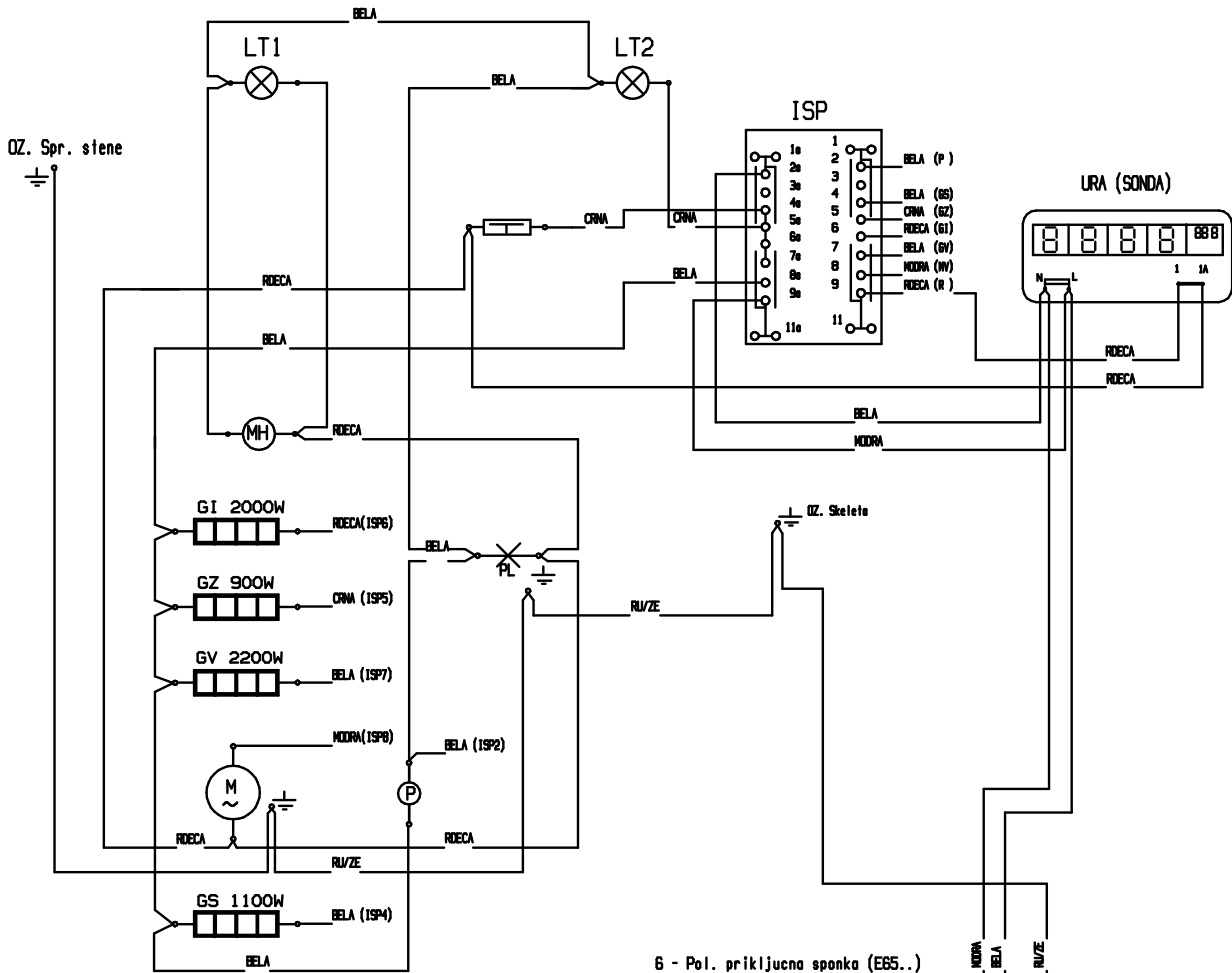 BELA
LT1
LT2
BELA
ISP
OZ. Spr. stene
URA (SONDA)
1a
2a
3a
4a
5a
6a
7a
8a
9a
11a
1
2
3
4
5
6
7
8
9
11
BELA (P )
BELA (GS)
CRNA (GZ)
RDECA (GI)
BELA (GV)
MODRA (MV)
RDECA (R )
8 8 8 8 888
N L
1 1A
CRNA
CRNA
BELA
RDECA
BELA
RDECA
RDECA
BELA
MODRA
MH
RDECA
GI 2000W
RDECA(ISP6)
OZ. Skeleta
BELA
PL
GZ 900W
CRNA (ISP5)
RU/ZE
GV 2200W
BELA (ISP7)
MODRA(ISP8)
BELA (ISP2)
M
~
P
RDECA
RDECA
RU/ZE
GS 1100W
BELA (ISP4)
BELA
6 - Pol. prikljucna sponka (E65..)
MODRA
BELA
RU/ZE